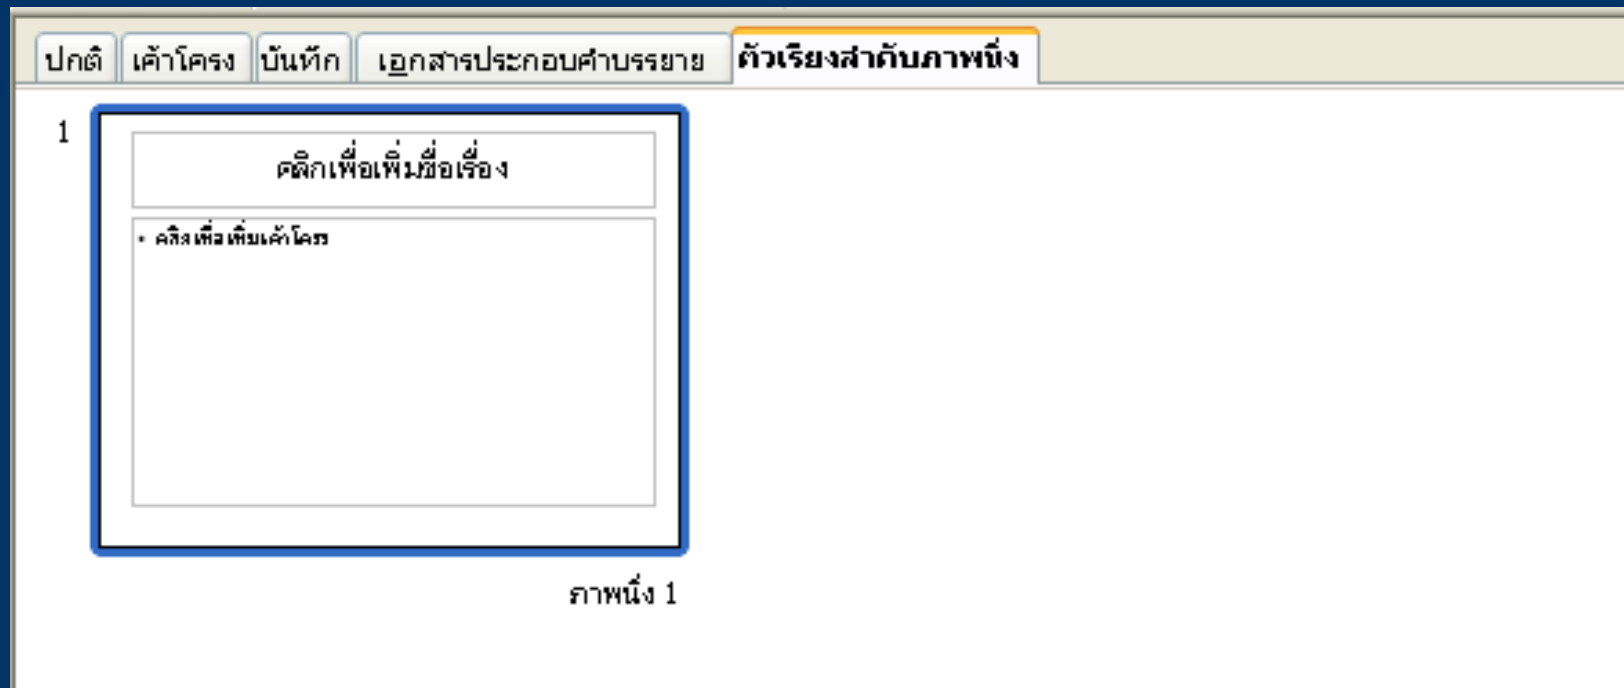 ปกติ เค้าโครง บันทึก เอกสารประกอบคำบรรยาย ตัวเรียงลำดับภาพนิ่ง
1
คลิกเพื่อเพิ่มชื่อเรื่อง
• คลิกเพื่อเพิ่มเค้าโครง
ภาพนิ่ง 1